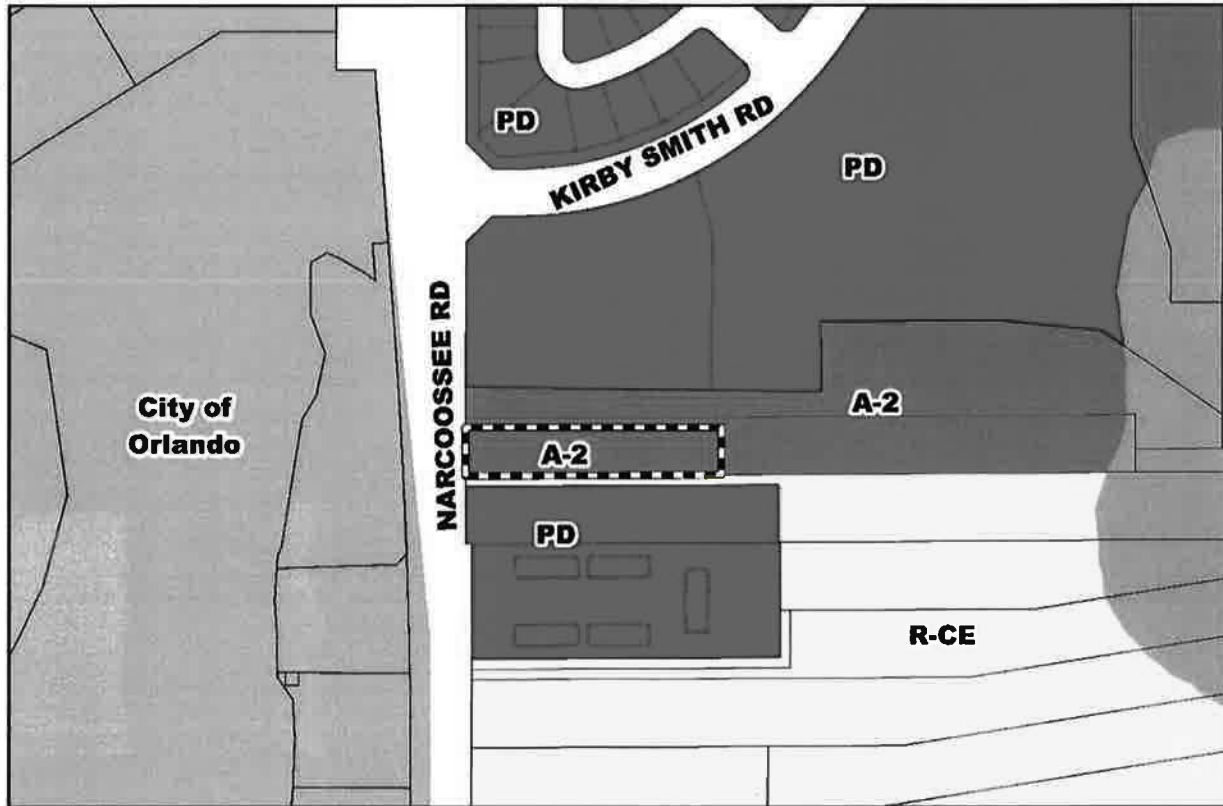 PD
KIRBY SMITH RD
PD
NARCOOSSEE RD
City of
Orlando
A-2
A-2
PD
R-CE